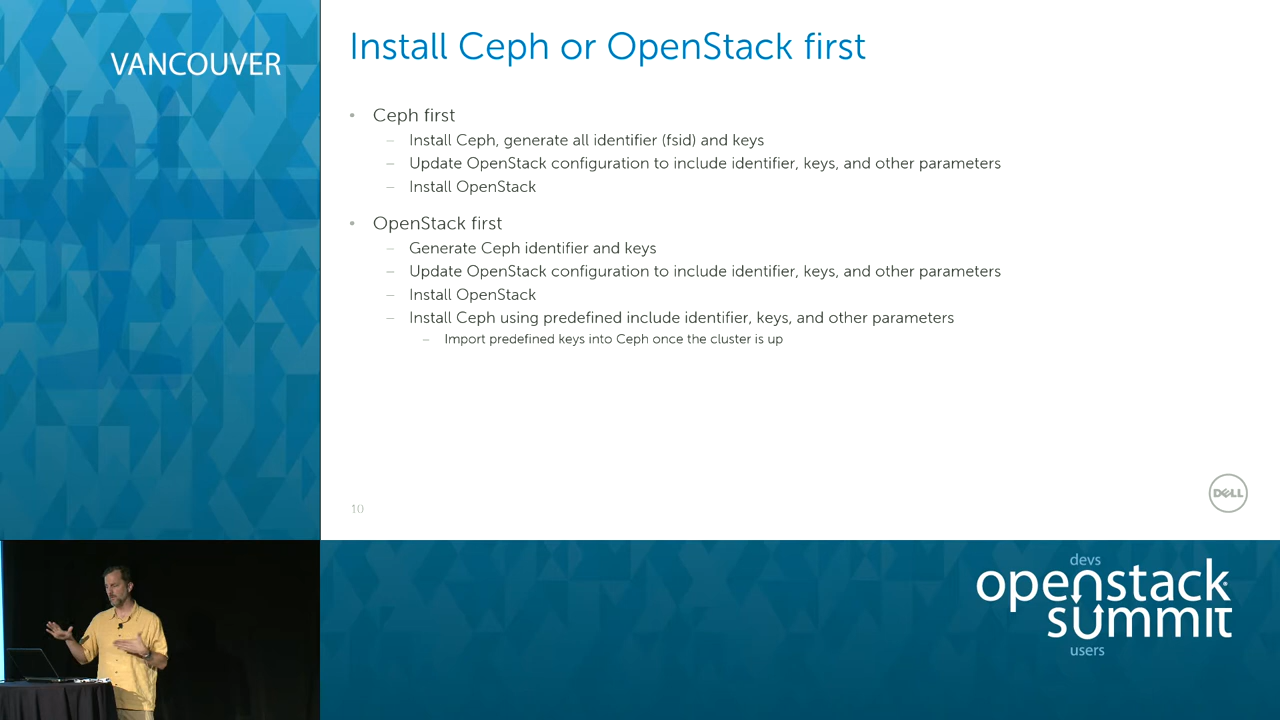 VANCOUVER
Install Ceph or OpenStack first
• Ceph first
– Install Ceph, generate all identifier (fsid) and keys
– Update OpenStack configuration to include identifier, keys, and other parameters
– Install OpenStack
• OpenStack first
– Generate Ceph identifier and keys
– Update OpenStack configuration to include identifier, keys, and other parameters
– Install OpenStack
– Install Ceph using predefined include identifier, keys, and other parameters
– Import predefined keys into Ceph once the cluster is up
10
DELL
devs
openstack
summit
users